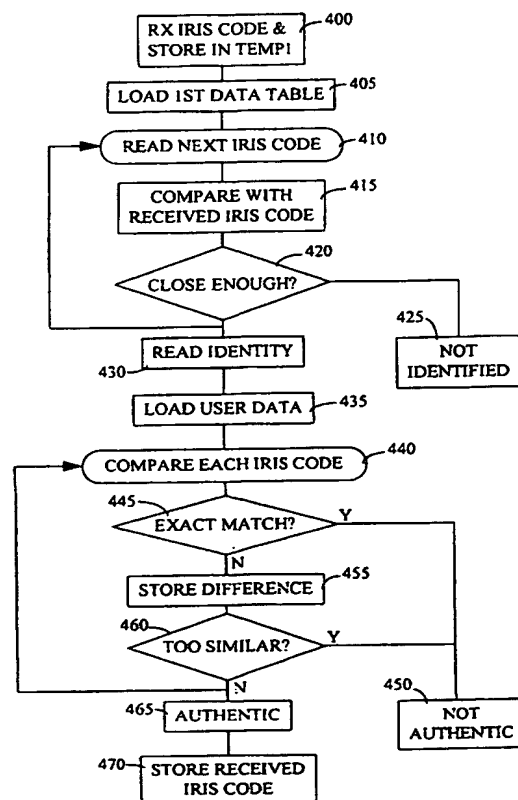 RX IRIS CODE &
STORE IN TEMP1
400
LOAD 1ST DATA TABLE
405
READ NEXT IRIS CODE
410
COMPARE WITH
RECEIVED IRIS CODE
415
420
CLOSE ENOUGH?
425
NOT
IDENTIFIED
READ IDENTITY
430
LOAD USER DATA
435
COMPARE EACH IRIS CODE
440
445
EXACT MATCH?
Y
N
STORE DIFFERENCE
455
460
TOO SIMILAR?
Y
N
450
NOT
AUTHENTIC
465
AUTHENTIC
470
STORE RECEIVED
IRIS CODE